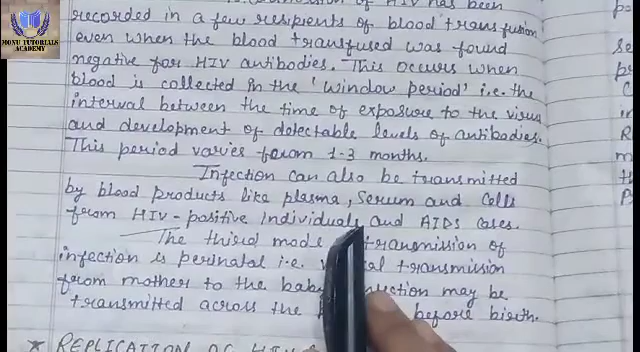 MONU TUTORIALS
ACADEMY
of HIV has been
recorded in a few recipients of blood transfusion
even when the blood transfused was found
negative for HIV antibodies. This occurs when
blood is collected in the 'window period' i.e. the
interval between the time of exposure to the virus
and development of detectable levels of antibodies.
This period varies from 1-3 months.
Infection can also be transmitted
by blood products like plasma, Serum and Cells
from HIV-positive individuals and AIDS cases.
The third mode transmission of
infection is perinatal i.e. transmission
from mother to the may be
transmitted across the before birth.
* REPLICATION OF